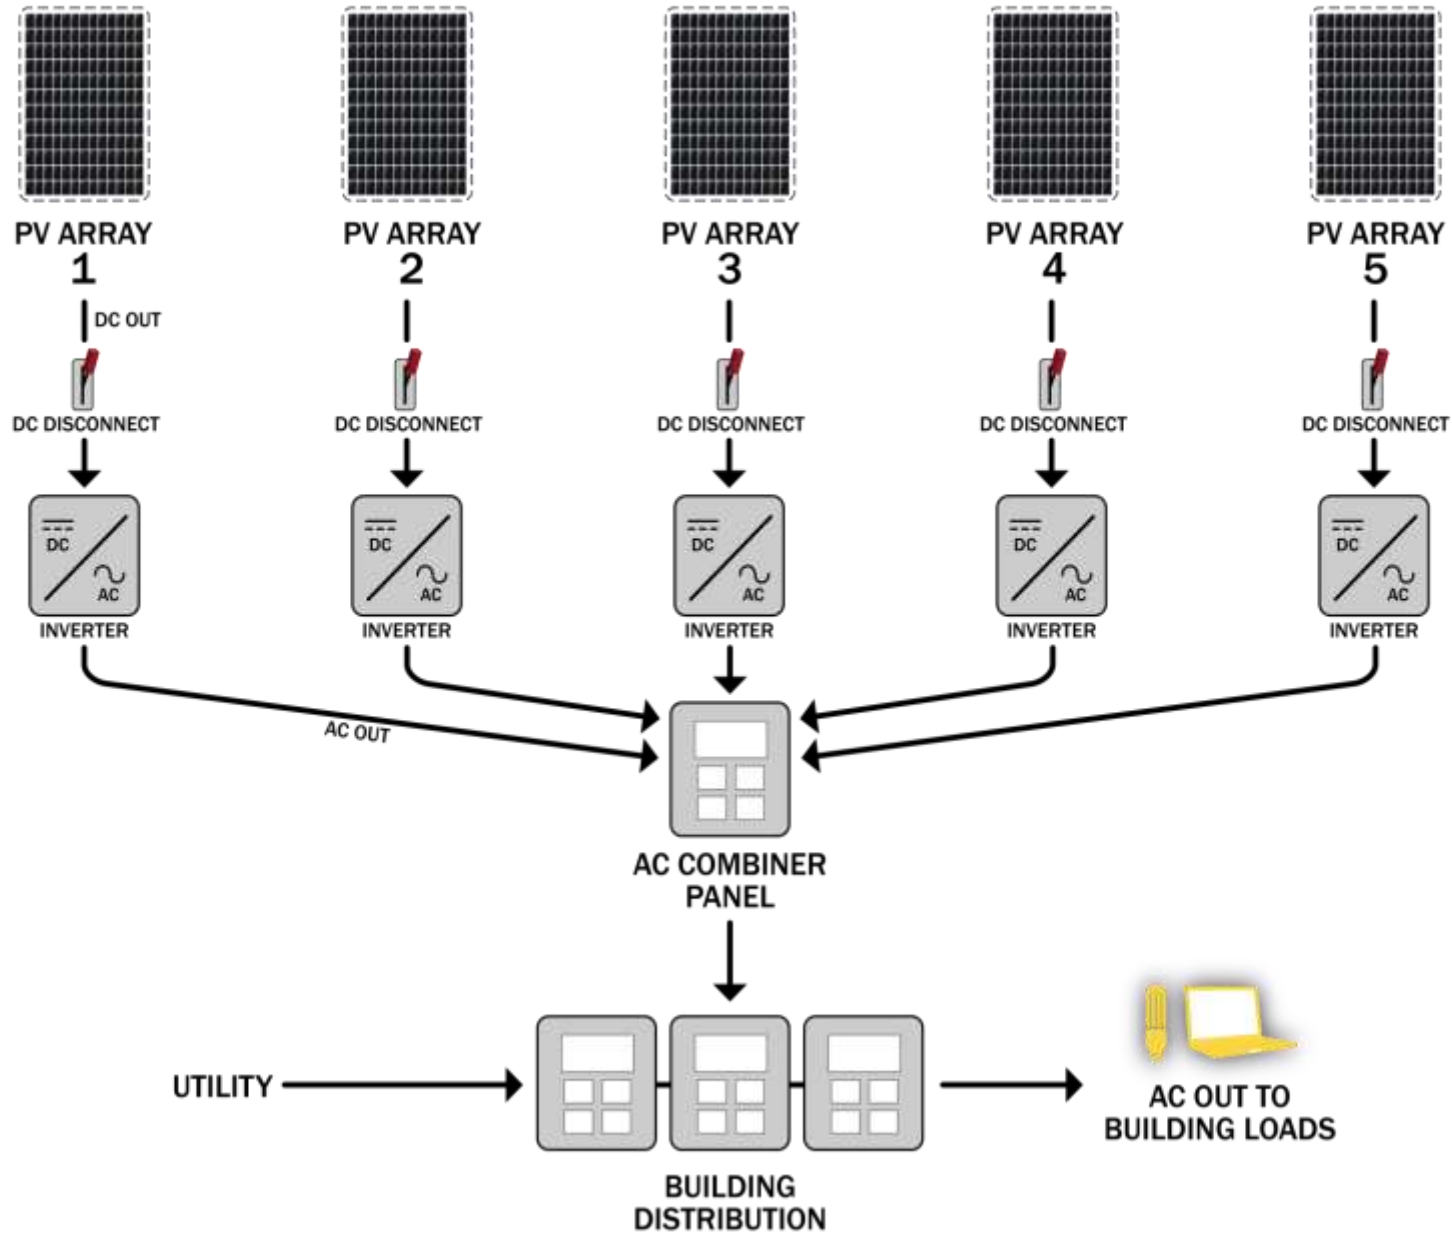 PV ARRAY
1
PV ARRAY
2
PV ARRAY
3
PV ARRAY
4
PV ARRAY
5
DC OUT
DC DISCONNECT
DC DISCONNECT
DC DISCONNECT
DC DISCONNECT
DC DISCONNECT
DC
AC
DC
AC
DC
AC
DC
AC
DC
AC
INVERTER
INVERTER
INVERTER
INVERTER
INVERTER
AC OUT
AC COMBINER
PANEL
UTILITY
AC OUT TO
BUILDING LOADS
BUILDING
DISTRIBUTION